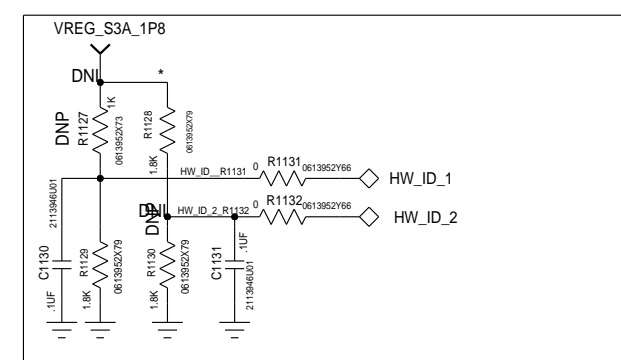 VREG_S3A_1P8
DNI
*
DNP
R1127
1K
0613952X73
R1128
1.8K
0613952X79
HW_ID__R1131
0
R1131
0613952Y66
HW_ID_1
2113946U01
DNI
DNP
HW_ID_2_R1132
0
R1132
0613952Y66
HW_ID_2
C1130
.1UF
R1129
1.8K
0613952X79
R1130
1.8K
0613952X79
C1131
.1UF
2113946U01